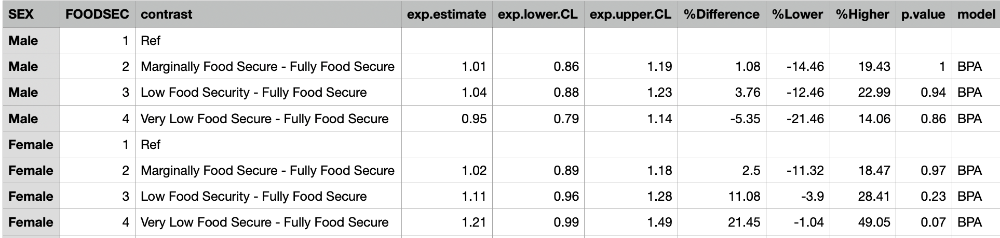 SEX FOODSEC contrast exp.estimate exp.lower.CL exp.upper.CL %Difference %Lower %Higher p.value model
Male 1 Ref
Male 2 Marginally Food Secure - Fully Food Secure 1.01 0.86 1.19 1.08 -14.46 19.43 1 BPA
Male 3 Low Food Security - Fully Food Secure 1.04 0.88 1.23 3.76 -12.46 22.99 0.94 BPA
Male 4 Very Low Food Secure - Fully Food Secure 0.95 0.79 1.14 -5.35 -21.46 14.06 0.86 BPA
Female 1 Ref
Female 2 Marginally Food Secure - Fully Food Secure 1.02 0.89 1.18 2.5 -11.32 18.47 0.97 BPA
Female 3 Low Food Security - Fully Food Secure 1.11 0.96 1.28 11.08 -3.9 28.41 0.23 BPA
Female 4 Very Low Food Secure - Fully Food Secure 1.21 0.99 1.49 21.45 -1.04 49.05 0.07 BPA